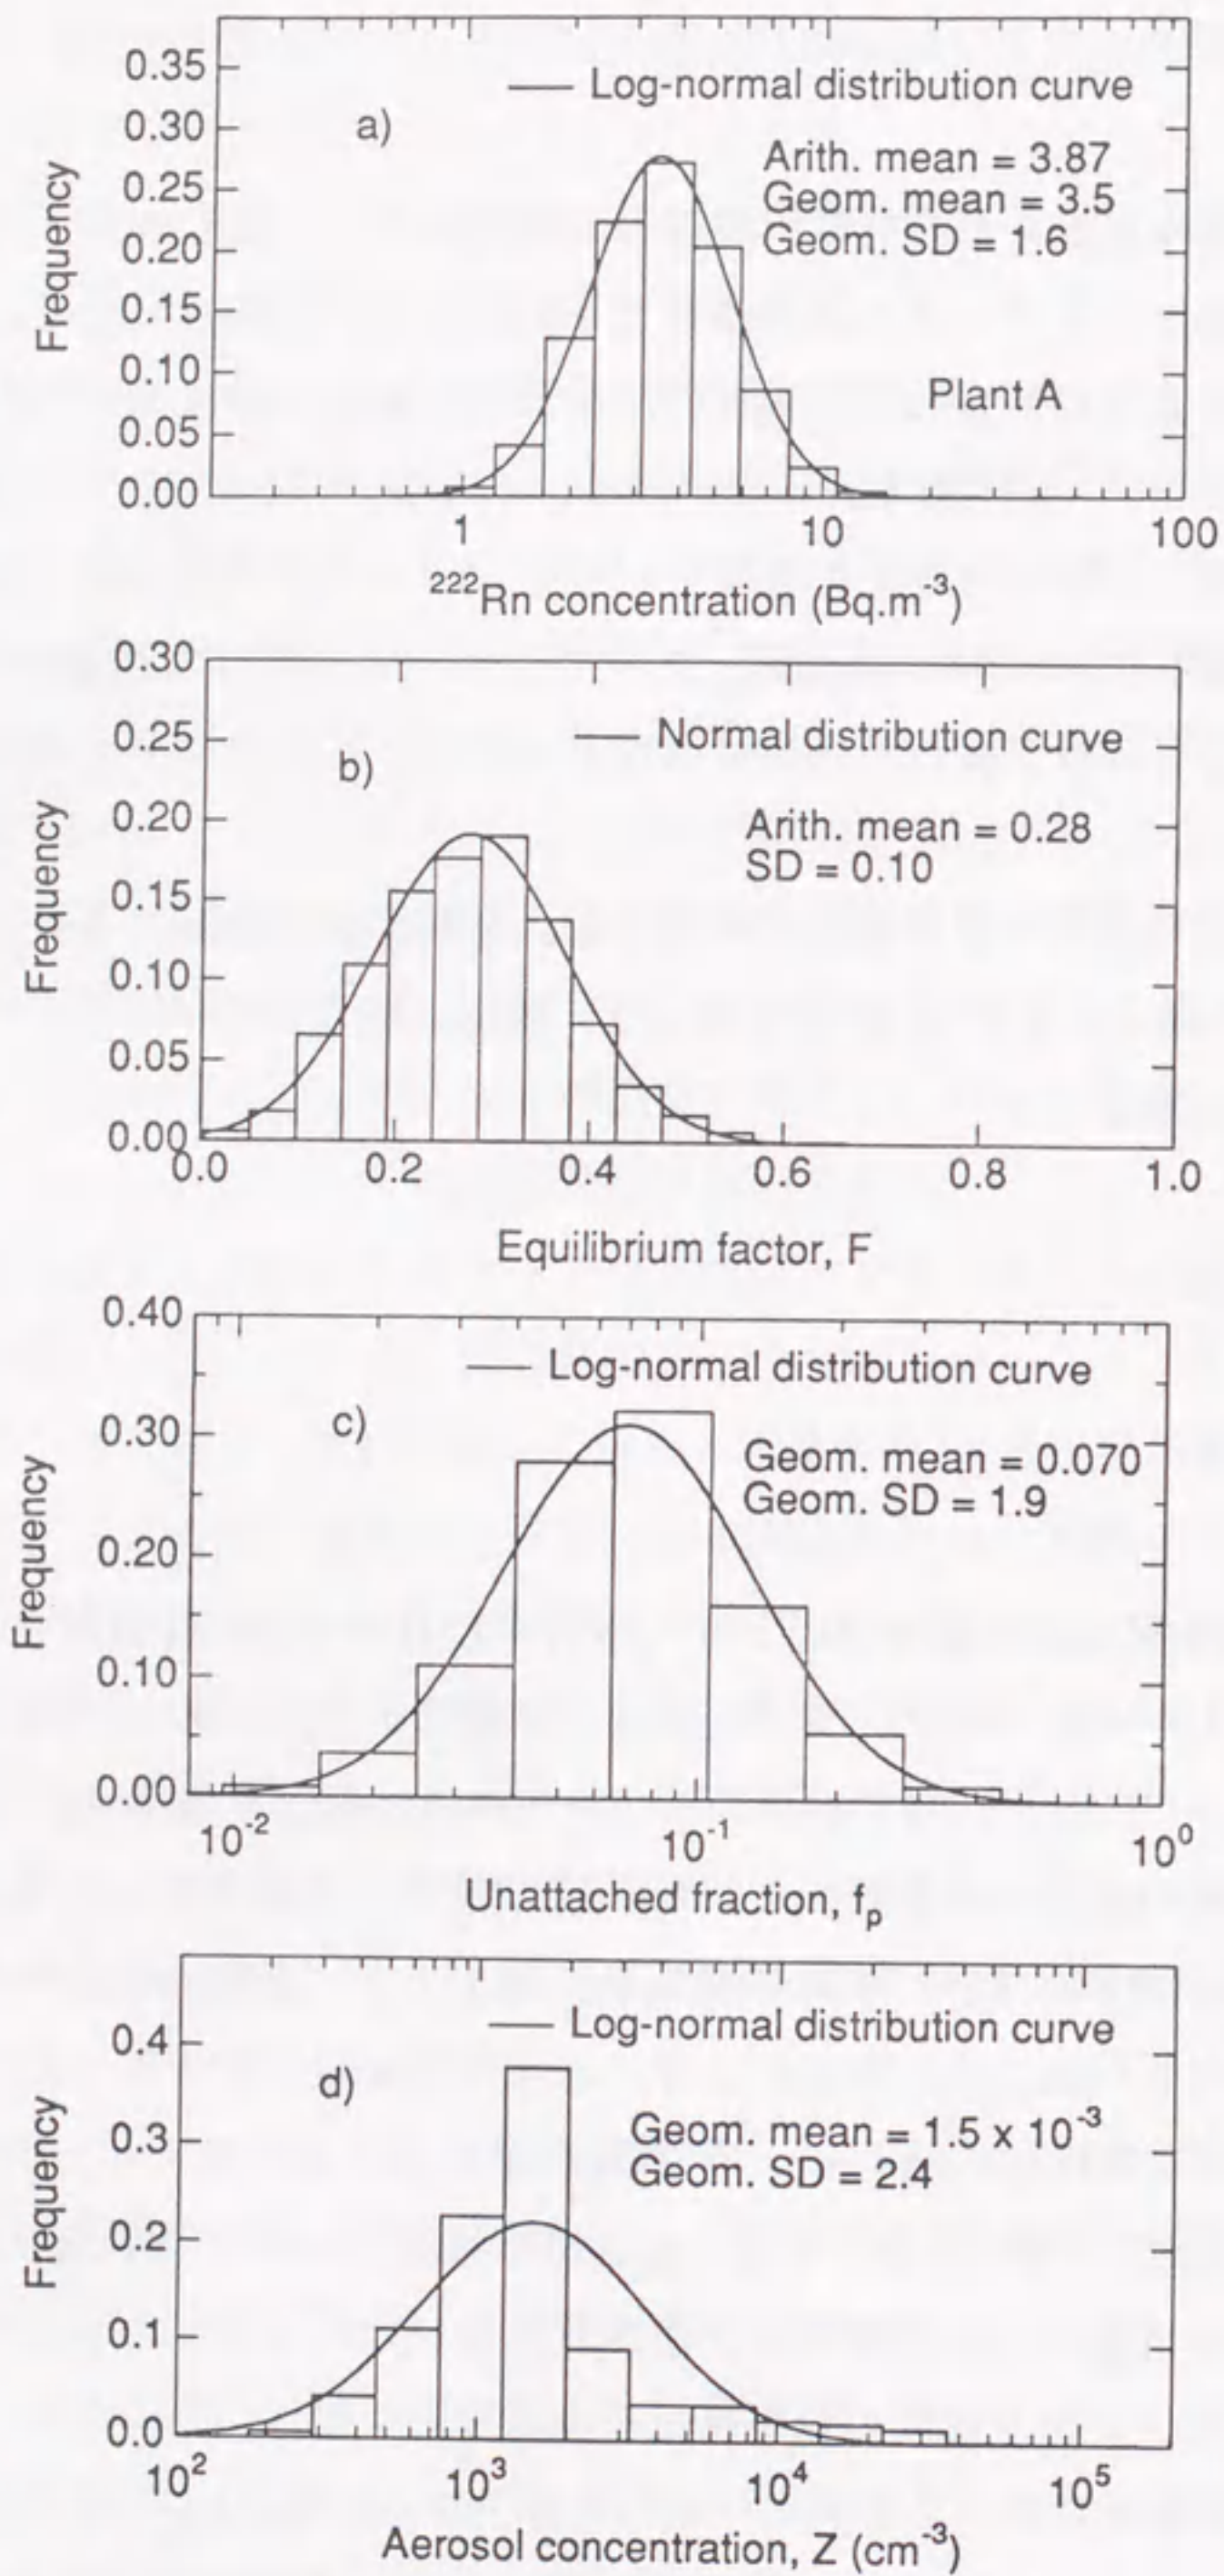 0.35
0.30
0.25
0.20
0.15
0.10
0.05
0.00
Frequency
a)
Log-normal distribution curve
Arith. mean = 3.87
Geom. mean = 3.5
Geom. SD = 1.6
Plant A
1 10 100
²²²Rn concentration (Bq.m⁻³)
0.30
0.25
0.20
0.15
0.10
0.05
0.00
Frequency
b)
Normal distribution curve
Arith. mean = 0.28
SD = 0.10
0.0 0.2 0.4 0.6 0.8 1.0
Equilibrium factor, F
0.40
0.30
0.20
0.10
0.00
Frequency
c)
Log-normal distribution curve
Geom. mean = 0.070
Geom. SD = 1.9
10⁻² 10⁻¹ 10⁰
Unattached fraction, fₚ
0.4
0.3
0.2
0.1
0.0
Frequency
d)
Log-normal distribution curve
Geom. mean = 1.5 x 10⁻³
Geom. SD = 2.4
10² 10³ 10⁴ 10⁵
Aerosol concentration, Z (cm⁻³)